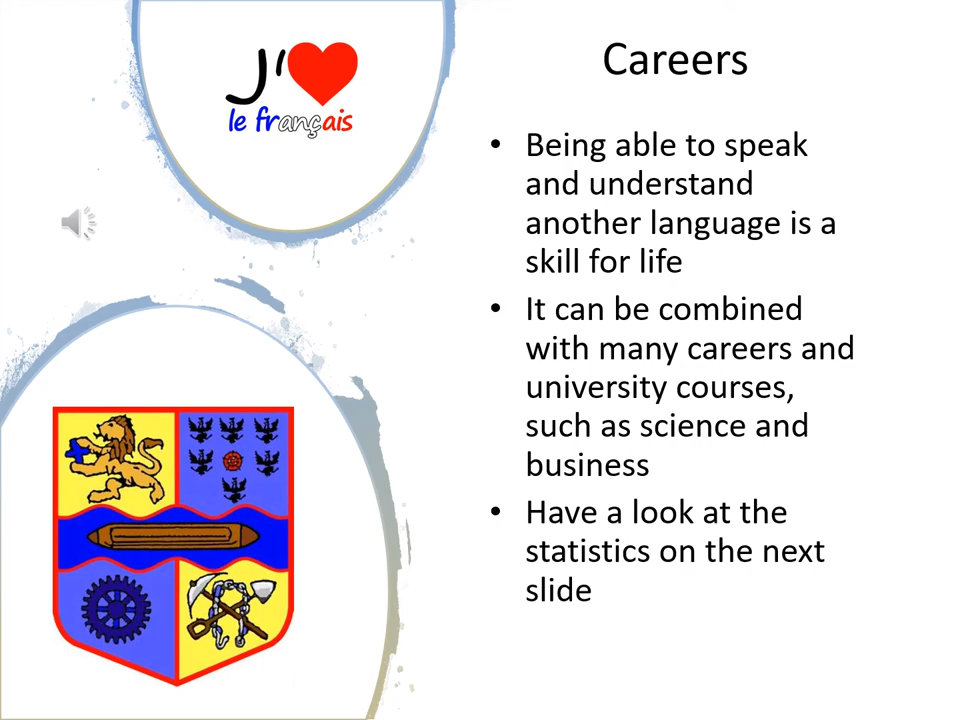 J'
le français
Careers
• Being able to speak
and understand
another language is a
skill for life
• It can be combined
with many careers and
university courses,
such as science and
business
• Have a look at the
statistics on the next
slide